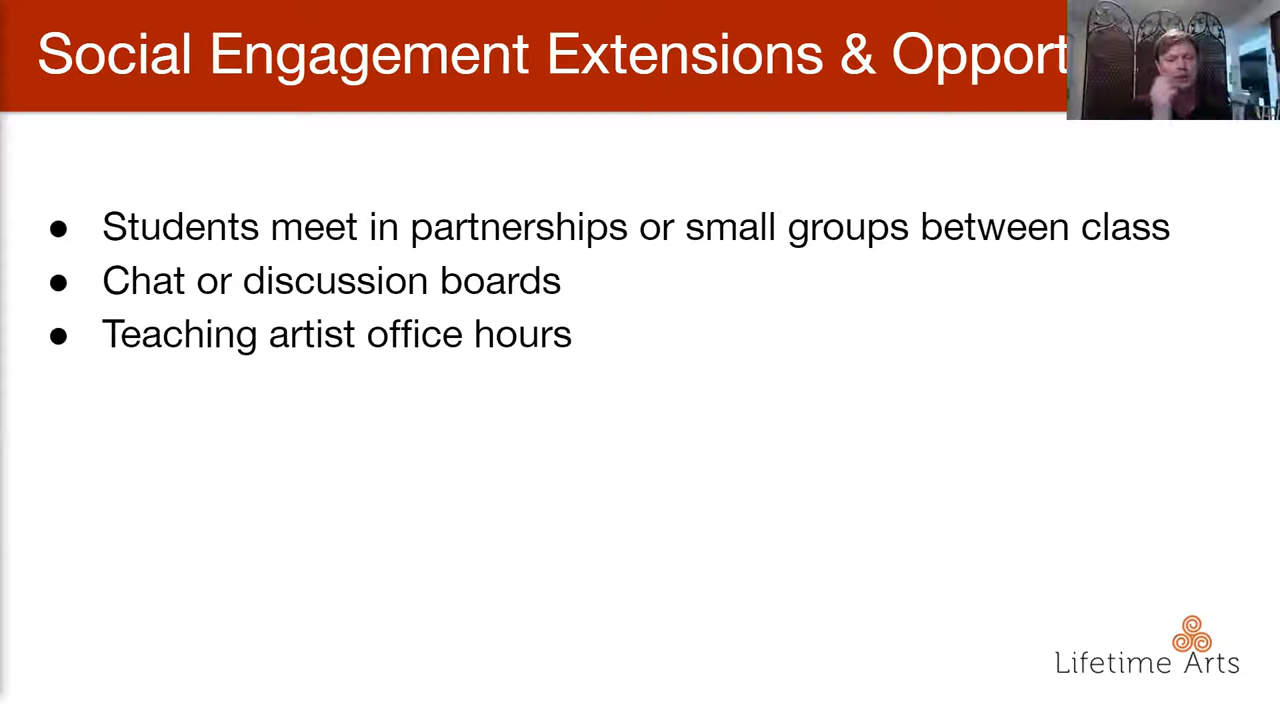 Social Engagement Extensions & Opport
● Students meet in partnerships or small groups between class
● Chat or discussion boards
● Teaching artist office hours
Lifetime Arts